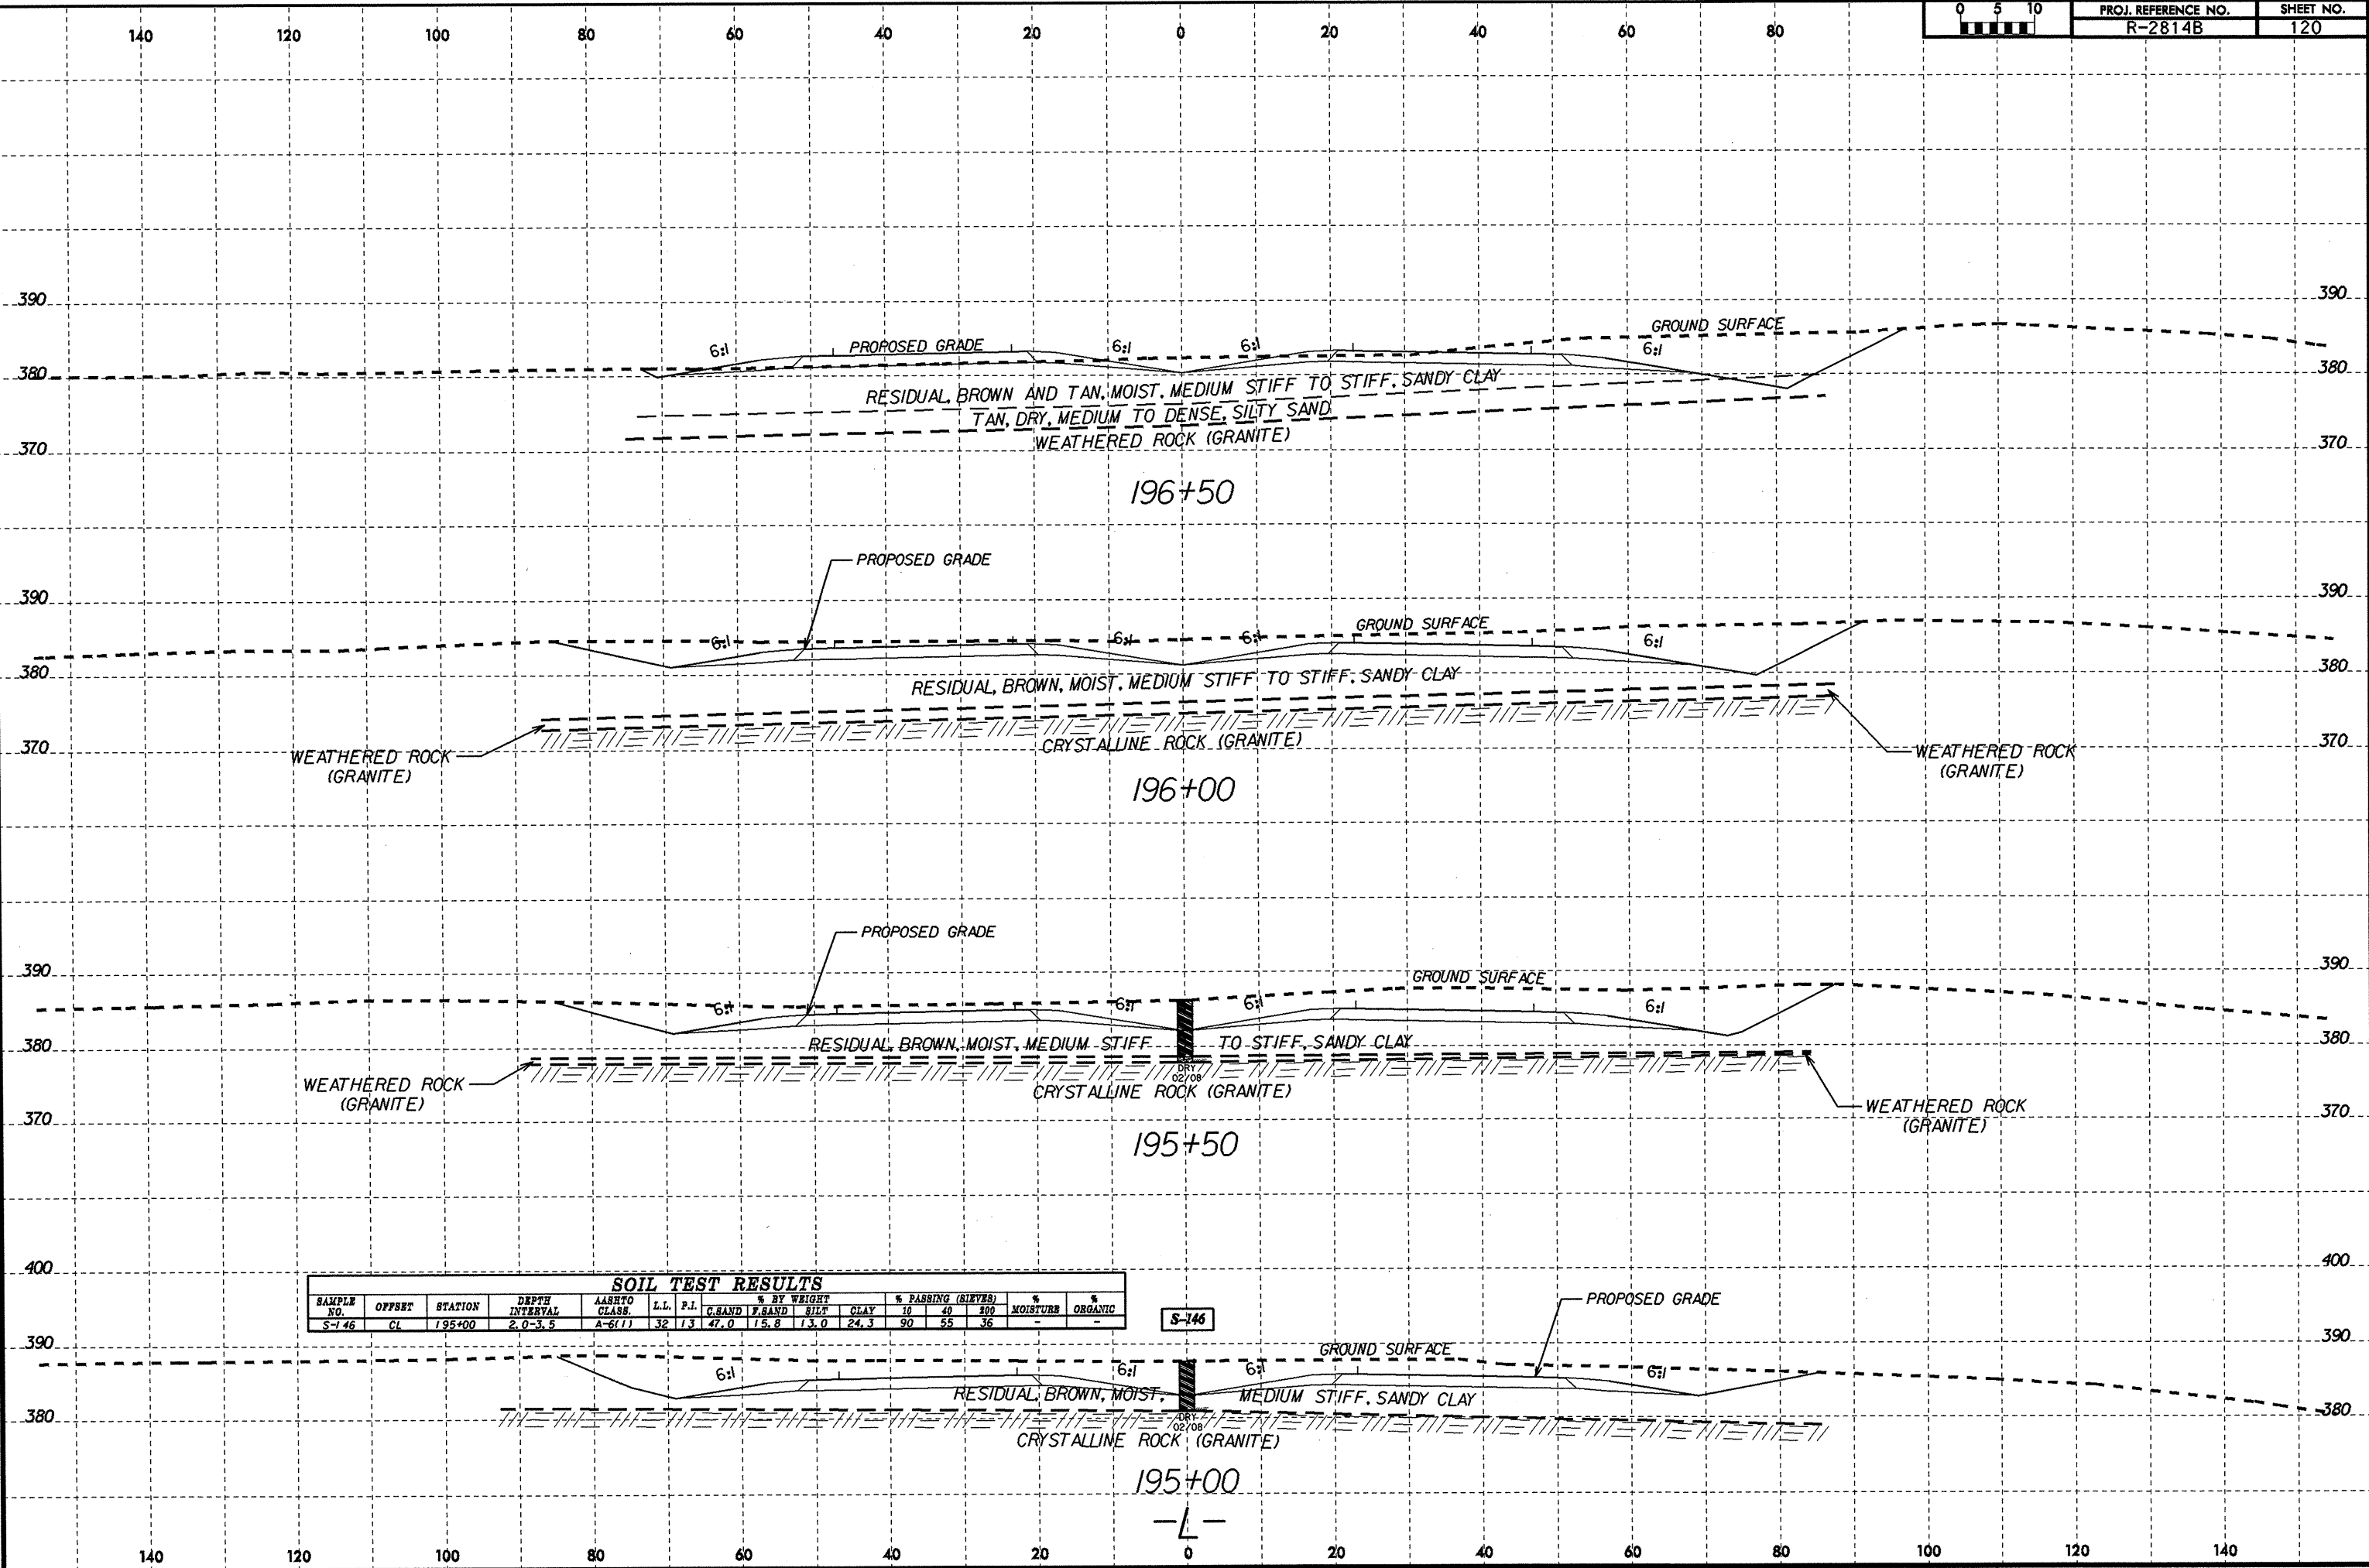 0 5 10 PROJ. REFERENCE NO. SHEET NO.
R-2814B 120
140 120 100 80 60 40 20 0 20 40 60 80
390 390
6:1 PROPOSED GRADE 6:1 6:1 GROUND SURFACE 6:1
380 380
RESIDUAL, BROWN AND TAN, MOIST, MEDIUM STIFF TO STIFF, SANDY CLAY
TAN, DRY, MEDIUM TO DENSE, SILTY SAND
WEATHERED ROCK (GRANITE)
370 370
196+50
PROPOSED GRADE
390 390
GROUND SURFACE
6:1 6:1 6:1 6:1
380 380
RESIDUAL, BROWN, MOIST, MEDIUM STIFF TO STIFF, SANDY CLAY
370 370
WEATHERED ROCK
(GRANITE)
CRYSTALLINE ROCK (GRANITE)
WEATHERED ROCK
(GRANITE)
196+00
PROPOSED GRADE
390 390
GROUND SURFACE
6:1 6:1 6:1 6:1
380 380
RESIDUAL, BROWN, MOIST, MEDIUM STIFF TO STIFF, SANDY CLAY
DRY
02/08
WEATHERED ROCK
(GRANITE)
CRYSTALLINE ROCK (GRANITE)
WEATHERED ROCK
(GRANITE)
370 370
195+50
400 400
SOIL TEST RESULTS
SAMPLE NO. OFFSET STATION DEPTH INTERVAL AASHTO CLASS. L.L. P.I. % BY WEIGHT C.SAND F.SAND SILT CLAY % PASSING (SIEVES) 10 40 200 % MOISTURE % ORGANIC
S-146 CL 195+00 2.0-3.5 A-6(1) 32 13 47.0 15.8 13.0 24.3 90 55 36 - -
S-146
PROPOSED GRADE
390 390
GROUND SURFACE
6:1 6:1 6:1 6:1
RESIDUAL, BROWN, MOIST, MEDIUM STIFF, SANDY CLAY
380 380
DRY
02/08
CRYSTALLINE ROCK (GRANITE)
195+00
-L-
140 120 100 80 60 40 20 0 20 40 60 80 100 120 140